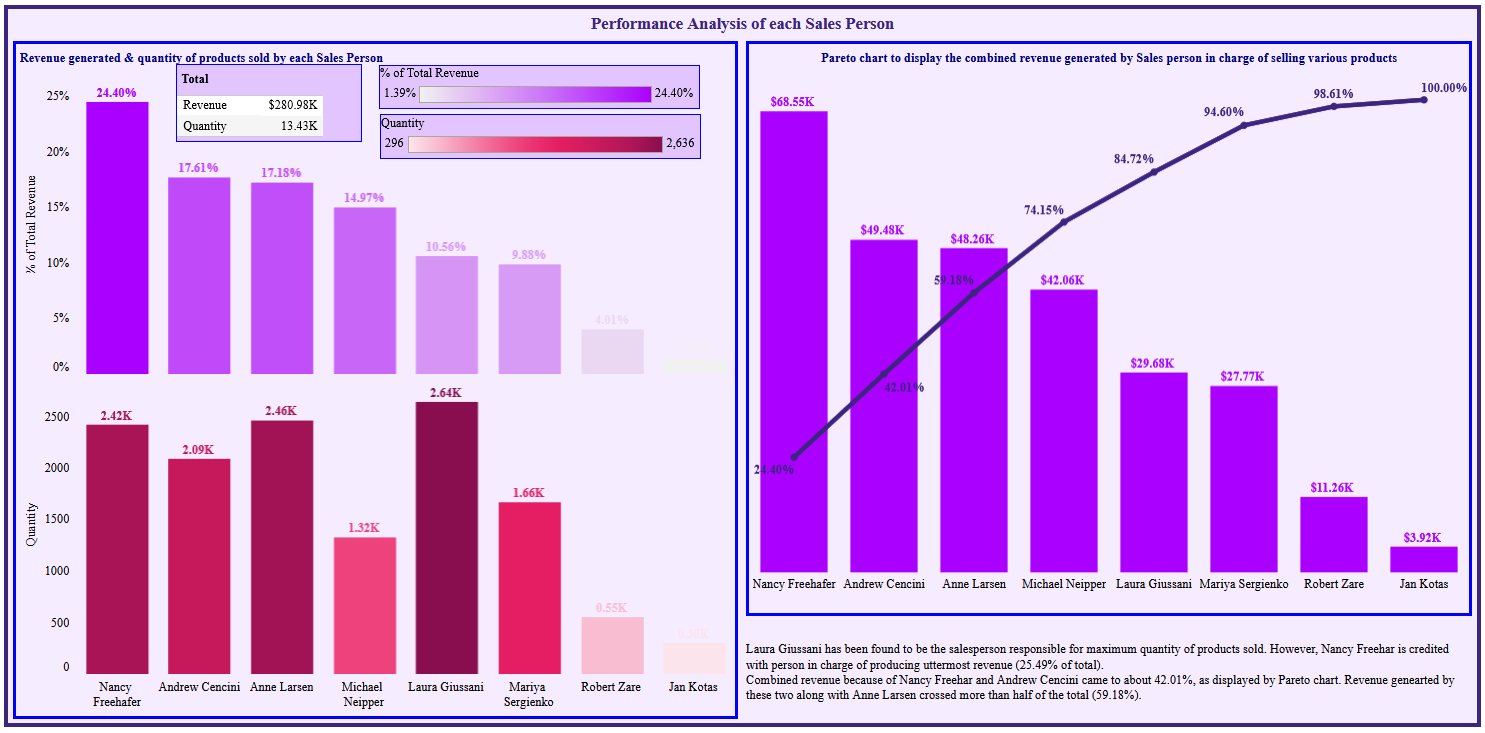 Performance Analysis of each Sales Person
Revenue generated & quantity of products sold by each Sales Person
Total
Revenue $280.98K
Quantity 13.43K
% of Total Revenue
1.39% 24.40%
Quantity
296 2,636
% of Total Revenue
25%
20%
15%
10%
5%
0%
24.40%
17.61%
17.18%
14.97%
10.56%
9.88%
4.01%
Quantity
2500
2000
1500
1000
500
0
2.42K
2.09K
2.46K
1.32K
2.64K
1.66K
0.55K
0.30K
Nancy
Freehafer
Andrew Cencini
Anne Larsen
Michael
Neipper
Laura Giussani
Mariya
Sergienko
Robert Zare
Jan Kotas
Pareto chart to display the combined revenue generated by Sales person in charge of selling various products
$68.55K
$49.48K
$48.26K
$42.06K
$29.68K
$27.77K
$11.26K
$3.92K
24.40%
42.01%
59.18%
74.15%
84.72%
94.60%
98.61%
100.00%
Nancy Freehafer
Andrew Cencini
Anne Larsen
Michael Neipper
Laura Giussani
Mariya Sergienko
Robert Zare
Jan Kotas
Laura Giussani has been found to be the salesperson responsible for maximum quantity of products sold. However, Nancy Freehar is credited
with person in charge of producing uttermost revenue (25.49% of total).
Combined revenue because of Nancy Freehar and Andrew Cencini came to about 42.01%, as displayed by Pareto chart. Revenue genearted by
these two along with Anne Larsen crossed more than half of the total (59.18%).